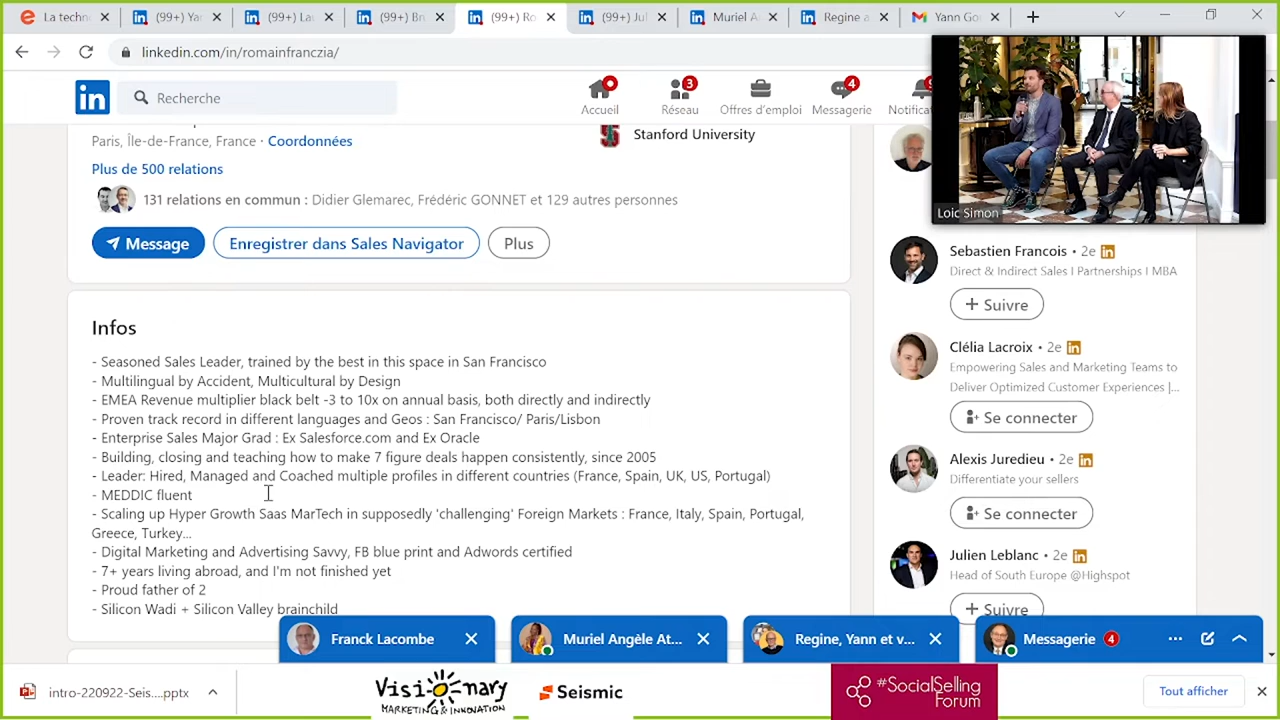 La techno
(99+) Ya
(99+) La
(99+) Br
(99+) Ro
(99+) Jul
Muriel A
Regine a
Yann Go
linkedin.com/in/romainfranczia/
Recherche
Accueil
3
Réseau
Offres d'emploi
4
Messagerie
Notificat
Loic Simon
Paris, Île-de-France, France · Coordonnées
Stanford University
Plus de 500 relations
131 relations en commun : Didier Glemarec, Frédéric GONNET et 129 autres personnes
Message
Enregistrer dans Sales Navigator
Plus
Infos
- Seasoned Sales Leader, trained by the best in this space in San Francisco
- Multilingual by Accident, Multicultural by Design
- EMEA Revenue multiplier black belt -3 to 10x on annual basis, both directly and indirectly
- Proven track record in different languages and Geos : San Francisco/ Paris/Lisbon
- Enterprise Sales Major Grad : Ex Salesforce.com and Ex Oracle
- Building, closing and teaching how to make 7 figure deals happen consistently, since 2005
- Leader: Hired, Managed and Coached multiple profiles in different countries (France, Spain, UK, US, Portugal)
- MEDDIC fluent
- Scaling up Hyper Growth Saas MarTech in supposedly 'challenging' Foreign Markets : France, Italy, Spain, Portugal,
Greece, Turkey...
- Digital Marketing and Advertising Savvy, FB blue print and Adwords certified
- 7+ years living abroad, and I'm not finished yet
- Proud father of 2
- Silicon Wadi + Silicon Valley brainchild
Sebastien Francois · 2e
Direct & Indirect Sales I Partnerships I MBA
+ Suivre
Clélia Lacroix · 2e
Empowering Sales and Marketing Teams to
Deliver Optimized Customer Experiences |...
Se connecter
Alexis Juredieu · 2e
Differentiate your sellers
Se connecter
Julien Leblanc · 2e
Head of South Europe @Highspot
+ Suivre
Franck Lacombe
Muriel Angèle At...
Regine, Yann et v...
Messagerie 4
intro-220922-Seis....pptx
Visionary
MARKETING & INNOVATION
Seismic
#SocialSelling
Forum
Tout afficher